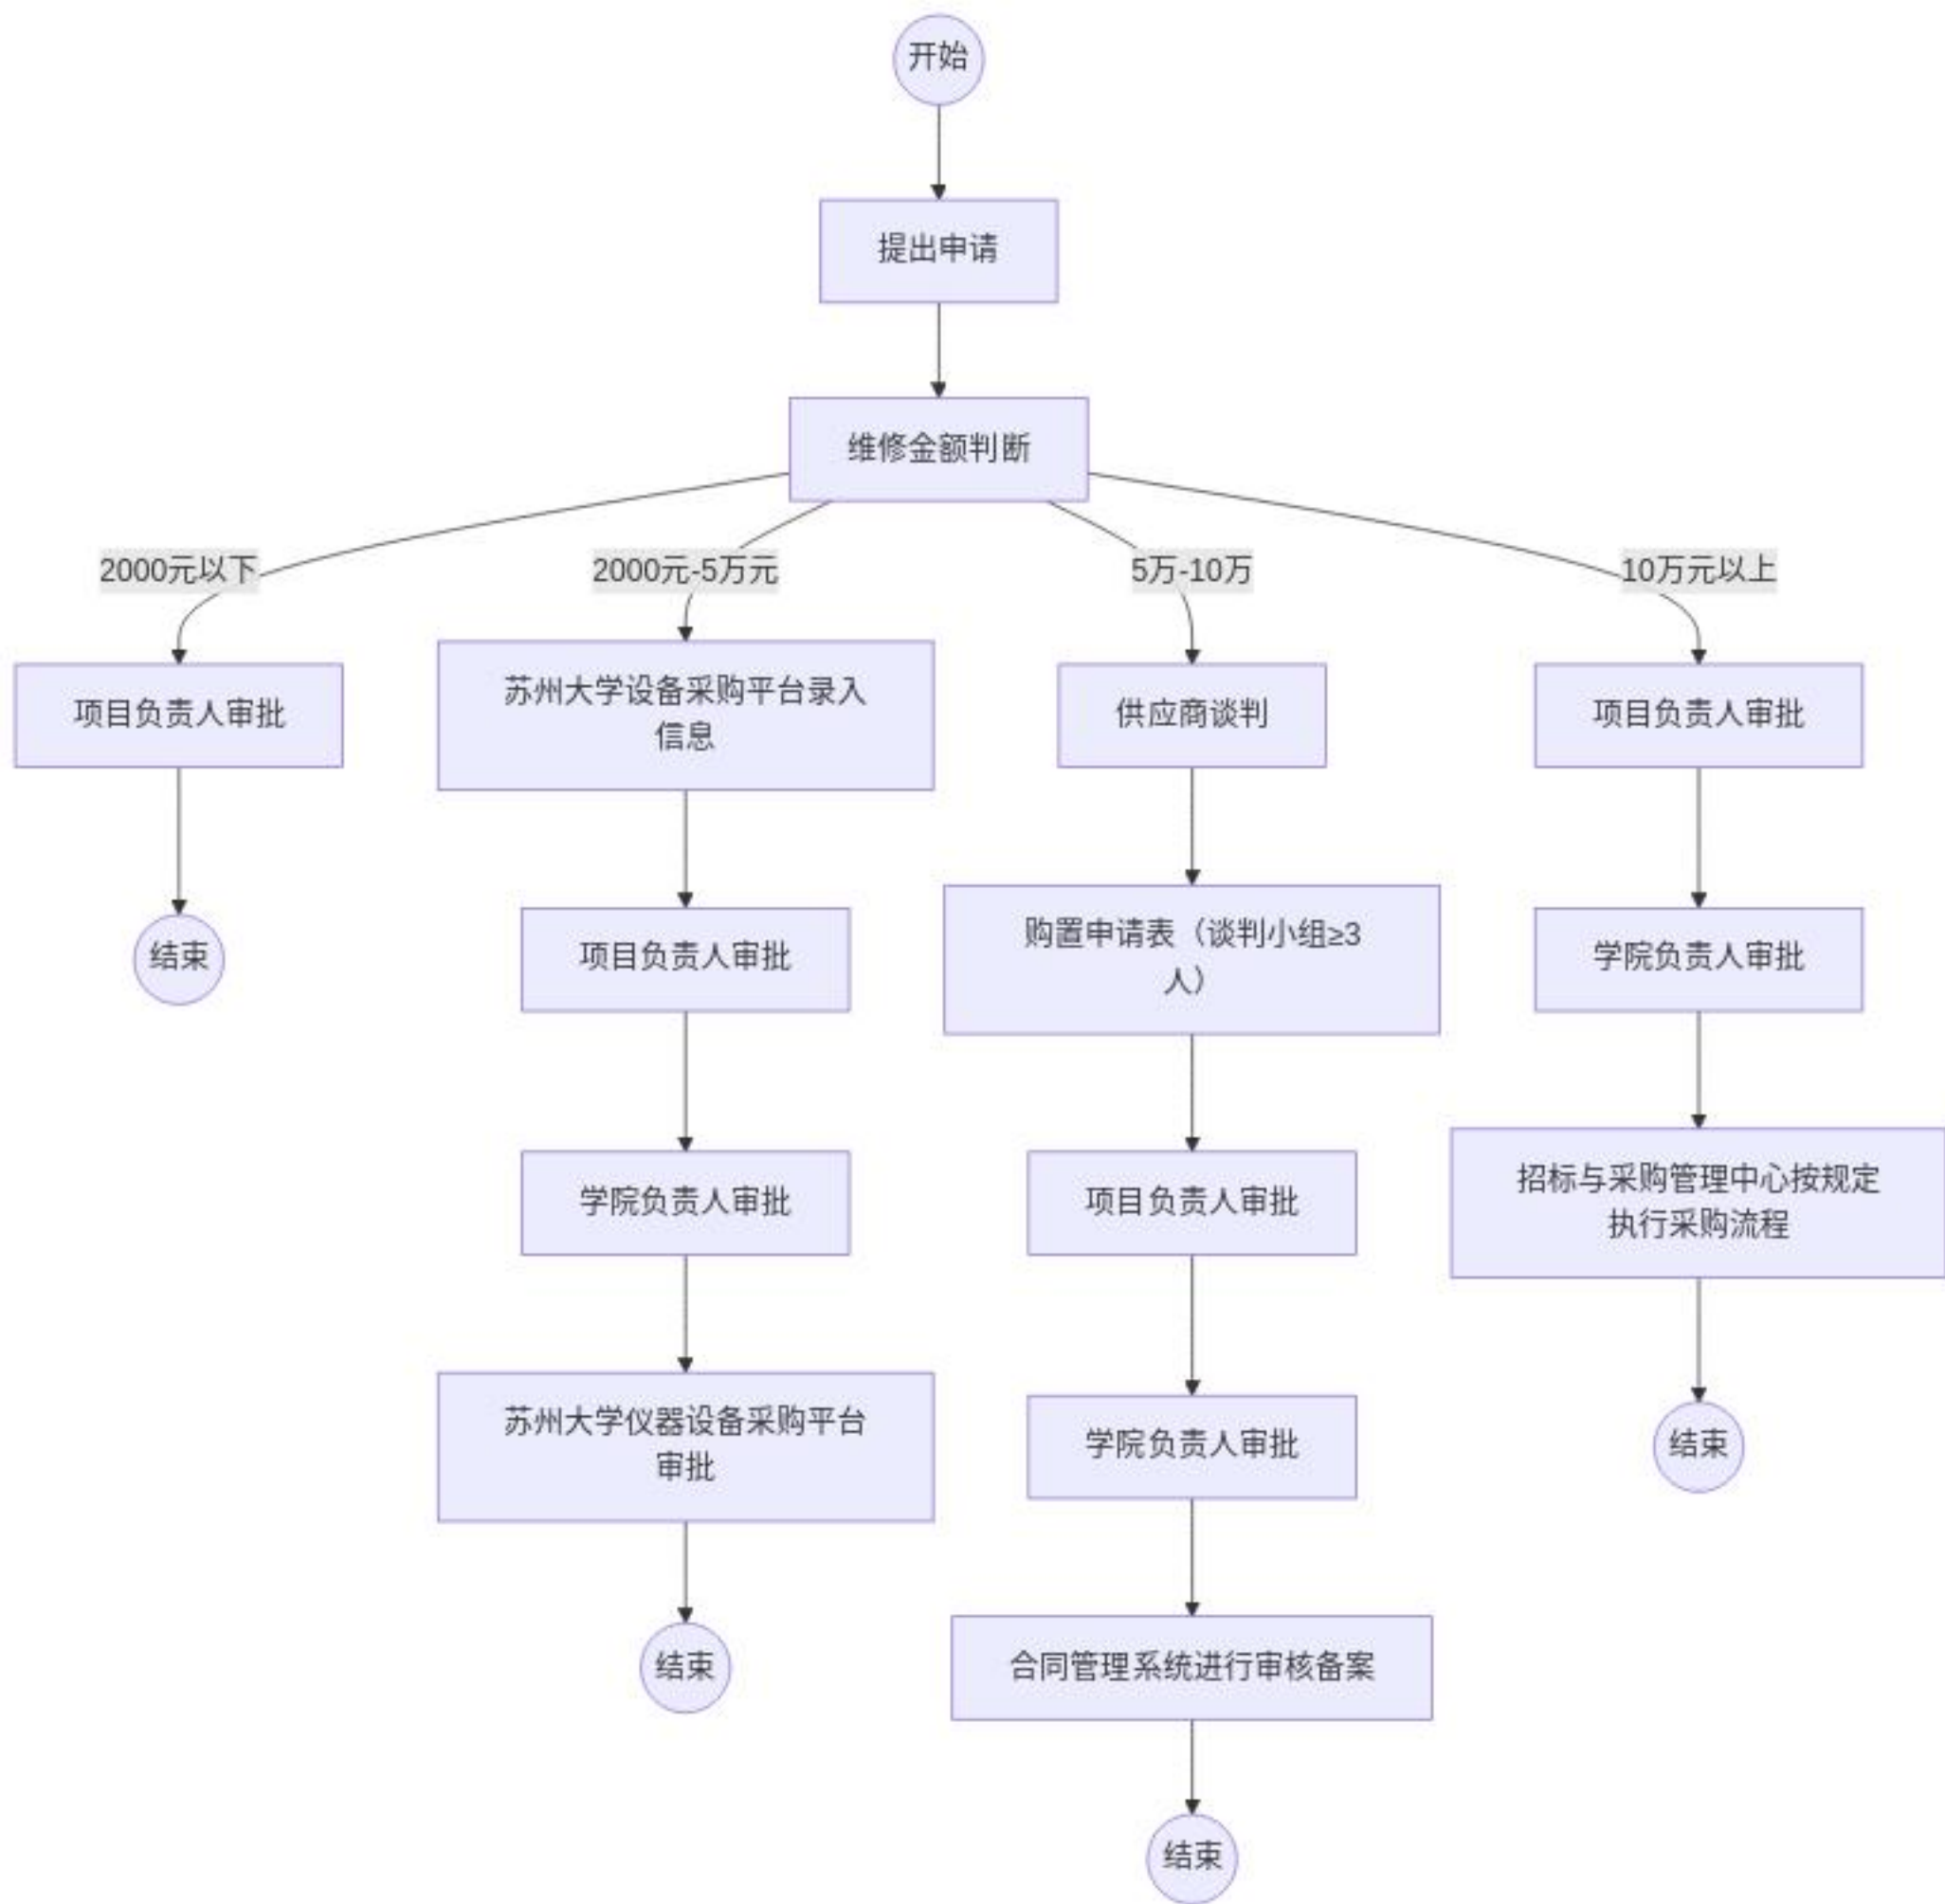 开始
提出申请
维修金额判断
2000元以下
2000元-5万元
5万-10万
10万元以上
项目负责人审批
结束
苏州大学设备采购平台录入
信息
项目负责人审批
学院负责人审批
苏州大学仪器设备采购平台
审批
结束
供应商谈判
购置申请表（谈判小组≥3
人）
项目负责人审批
学院负责人审批
合同管理系统进行审核备案
结束
项目负责人审批
学院负责人审批
招标与采购管理中心按规定
执行采购流程
结束